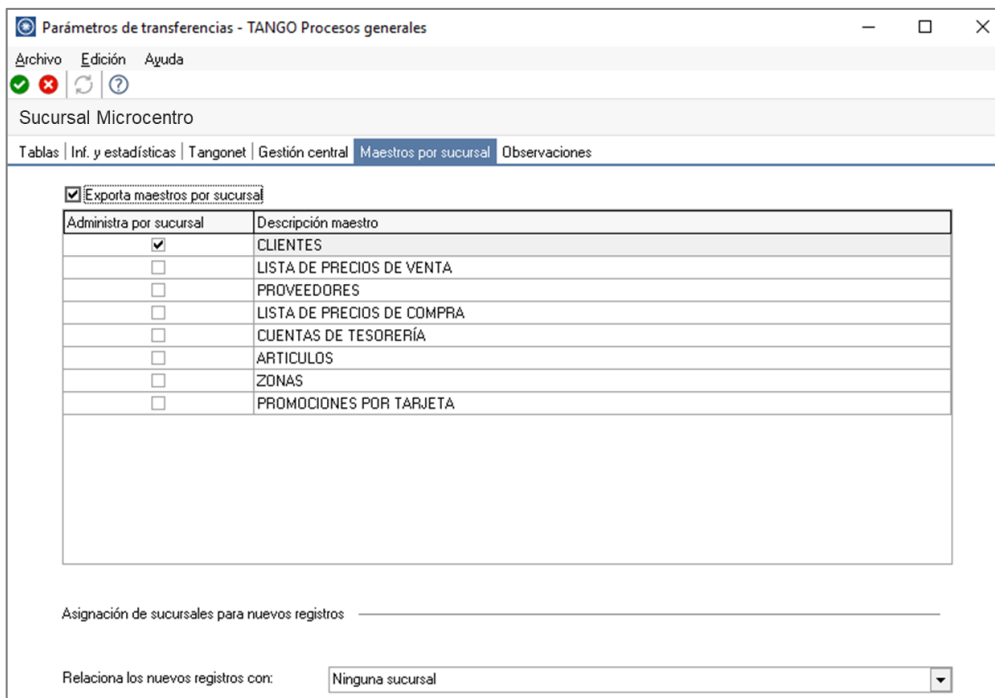 Parámetros de transferencias - TANGO Procesos generales
Archivo Edición Ayuda
Sucursal Microcentro
Tablas | Inf. y estadísticas | Tangonet | Gestión central | Maestros por sucursal | Observaciones
Exporta maestros por sucursal
Administra por sucursal Descripción maestro
CLIENTES
LISTA DE PRECIOS DE VENTA
PROVEEDORES
LISTA DE PRECIOS DE COMPRA
CUENTAS DE TESORERÍA
ARTICULOS
ZONAS
PROMOCIONES POR TARJETA
Asignación de sucursales para nuevos registros
Relaciona los nuevos registros con: Ninguna sucursal